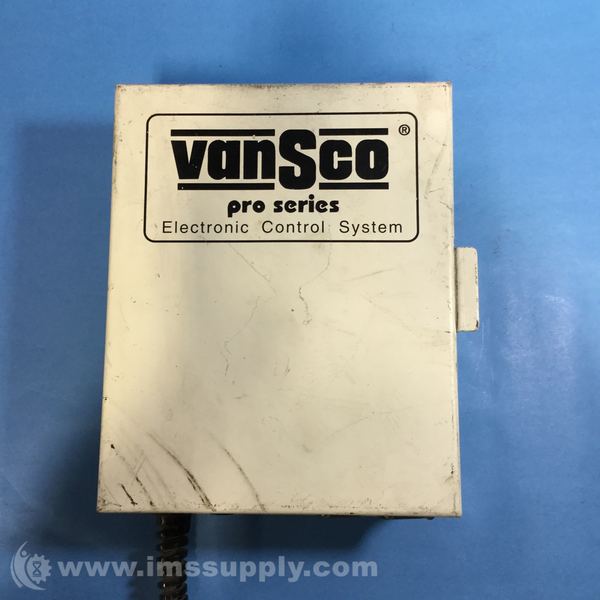 vanSco ®
pro series
Electronic Control System
www.imssupply.com